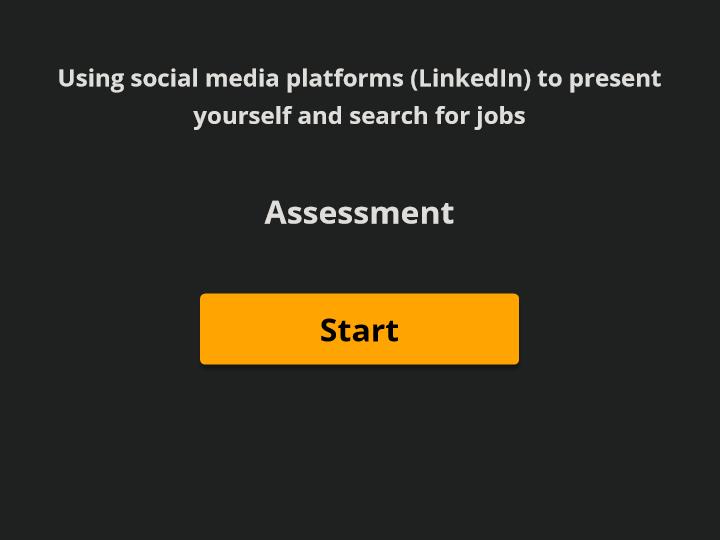 Using social media platforms (LinkedIn) to present
yourself and search for jobs
Assessment
Start